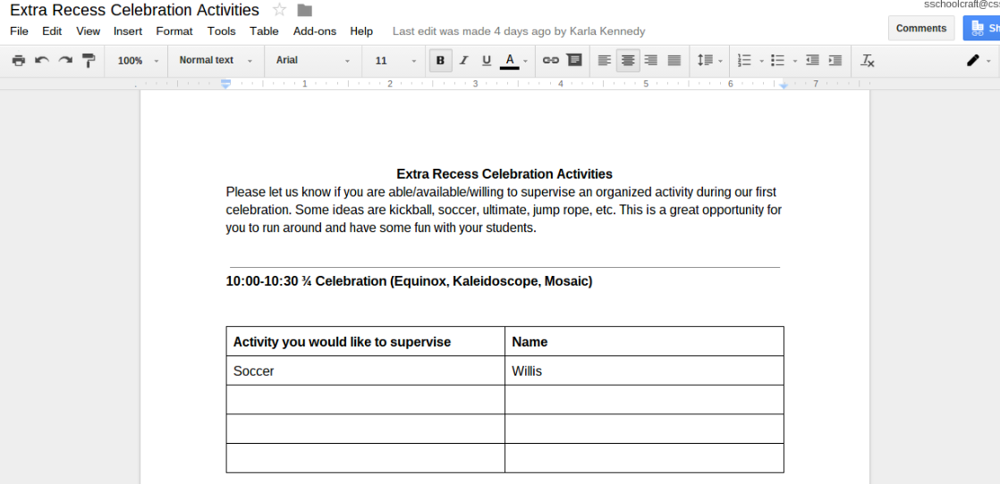 Extra Recess Celebration Activities
sschoolcraft@cs
File Edit View Insert Format Tools Table Add-ons Help Last edit was made 4 days ago by Karla Kennedy
Comments
Sh
100% Normal text Arial 11 B I U A
1 2 3 4 5 6 7
Extra Recess Celebration Activities
Please let us know if you are able/available/willing to supervise an organized activity during our first
celebration. Some ideas are kickball, soccer, ultimate, jump rope, etc. This is a great opportunity for
you to run around and have some fun with your students.
10:00-10:30 ¾ Celebration (Equinox, Kaleidoscope, Mosaic)
Activity you would like to supervise Name
Soccer Willis